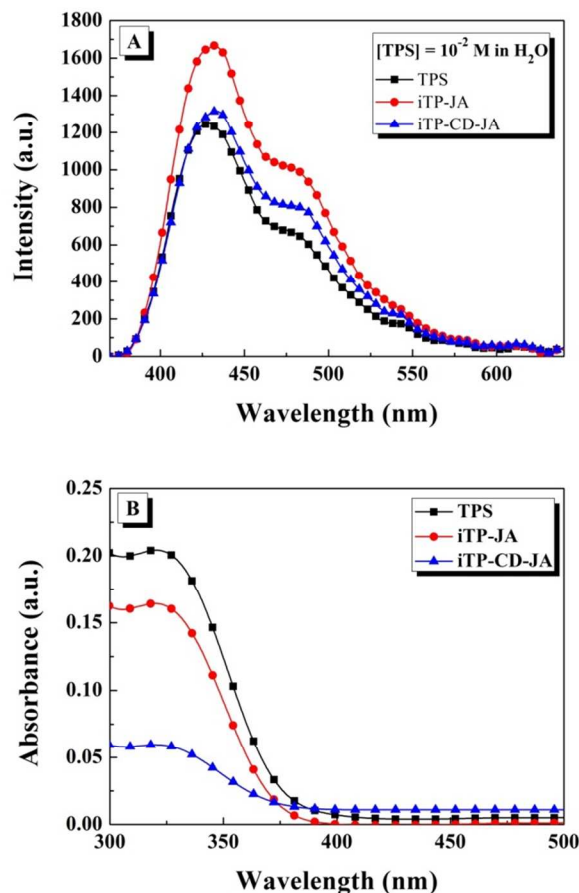 A
[TPS] = 10⁻² M in H₂O
TPS
iTP-JA
iTP-CD-JA
1800
1600
1400
1200
1000
800
600
400
200
0
Intensity (a.u.)
400 450 500 550 600
Wavelength (nm)
B
TPS
iTP-JA
iTP-CD-JA
0.25
0.20
0.15
0.10
0.05
0.00
Absorbance (a.u.)
300 350 400 450 500
Wavelength (nm)